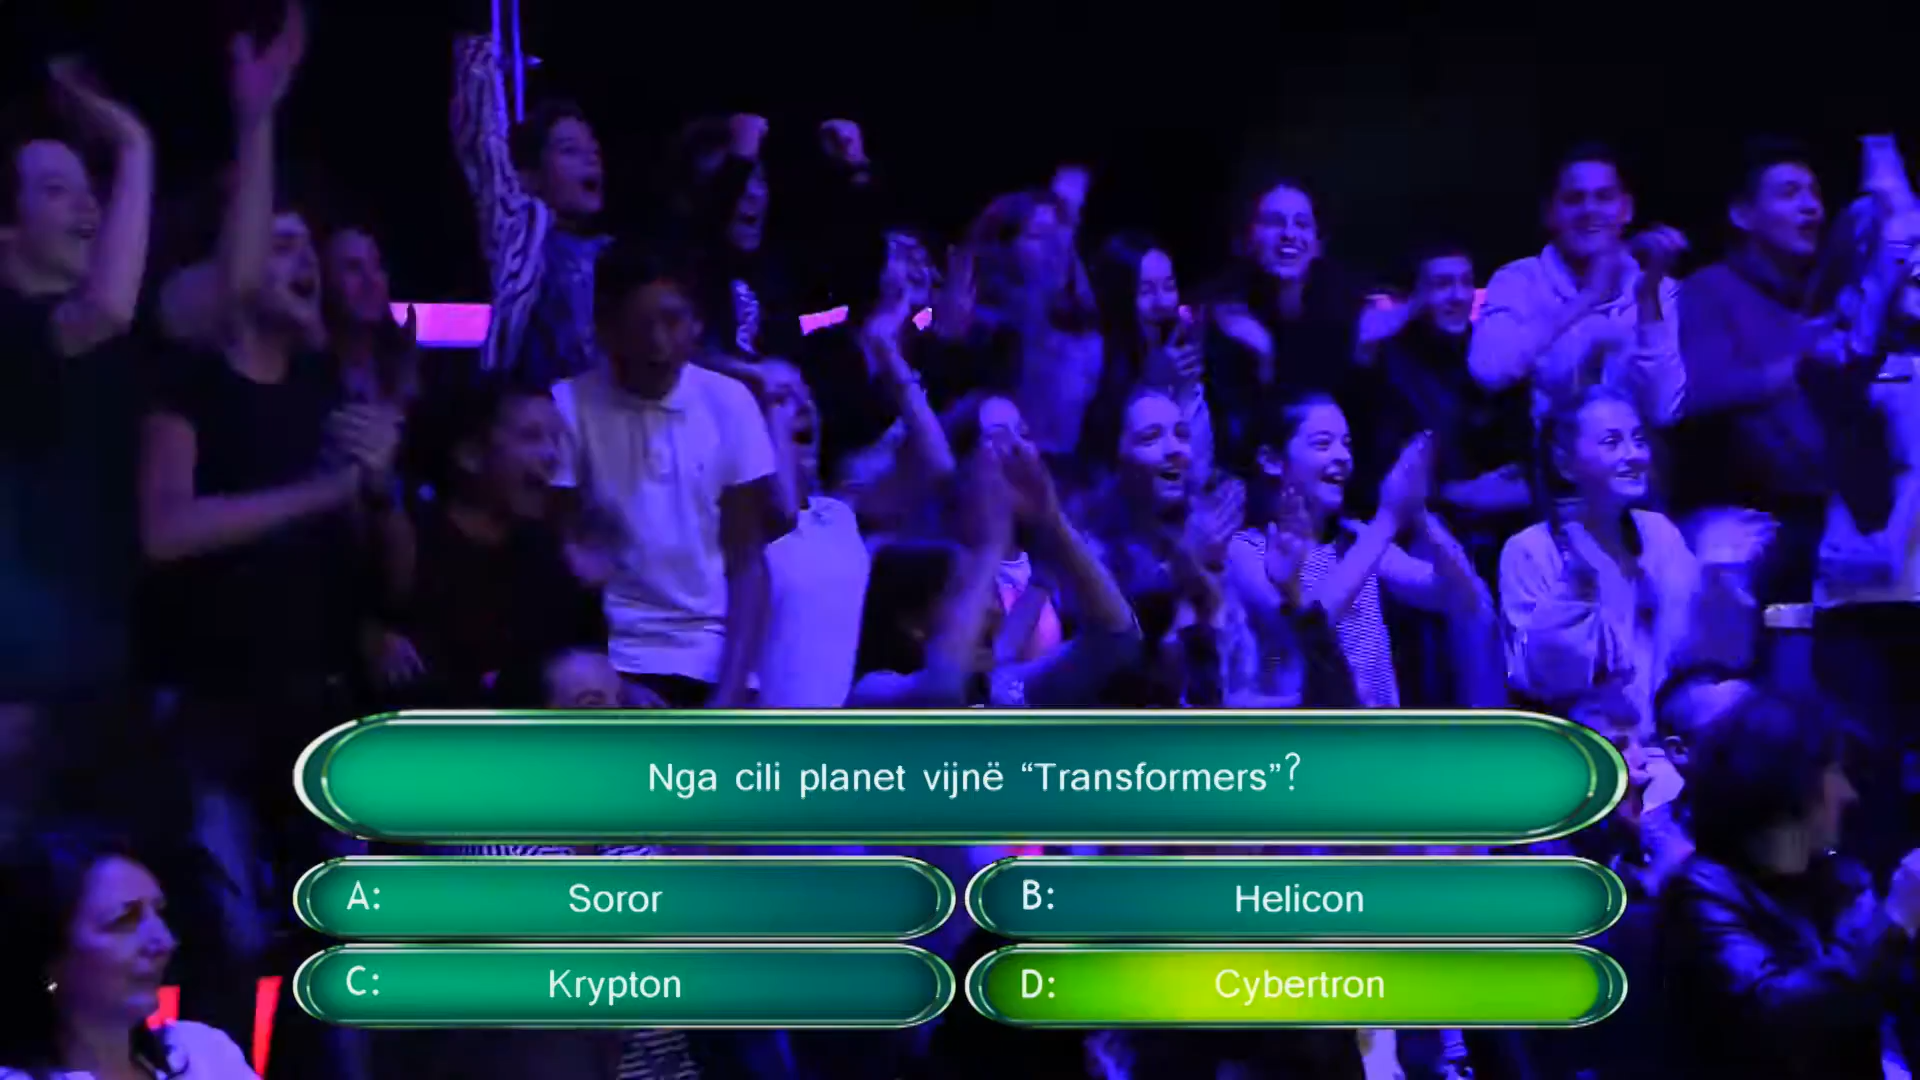 Nga cili planet vijnë “Transformers”?
A: Soror
B: Helicon
C: Krypton
D: Cybertron